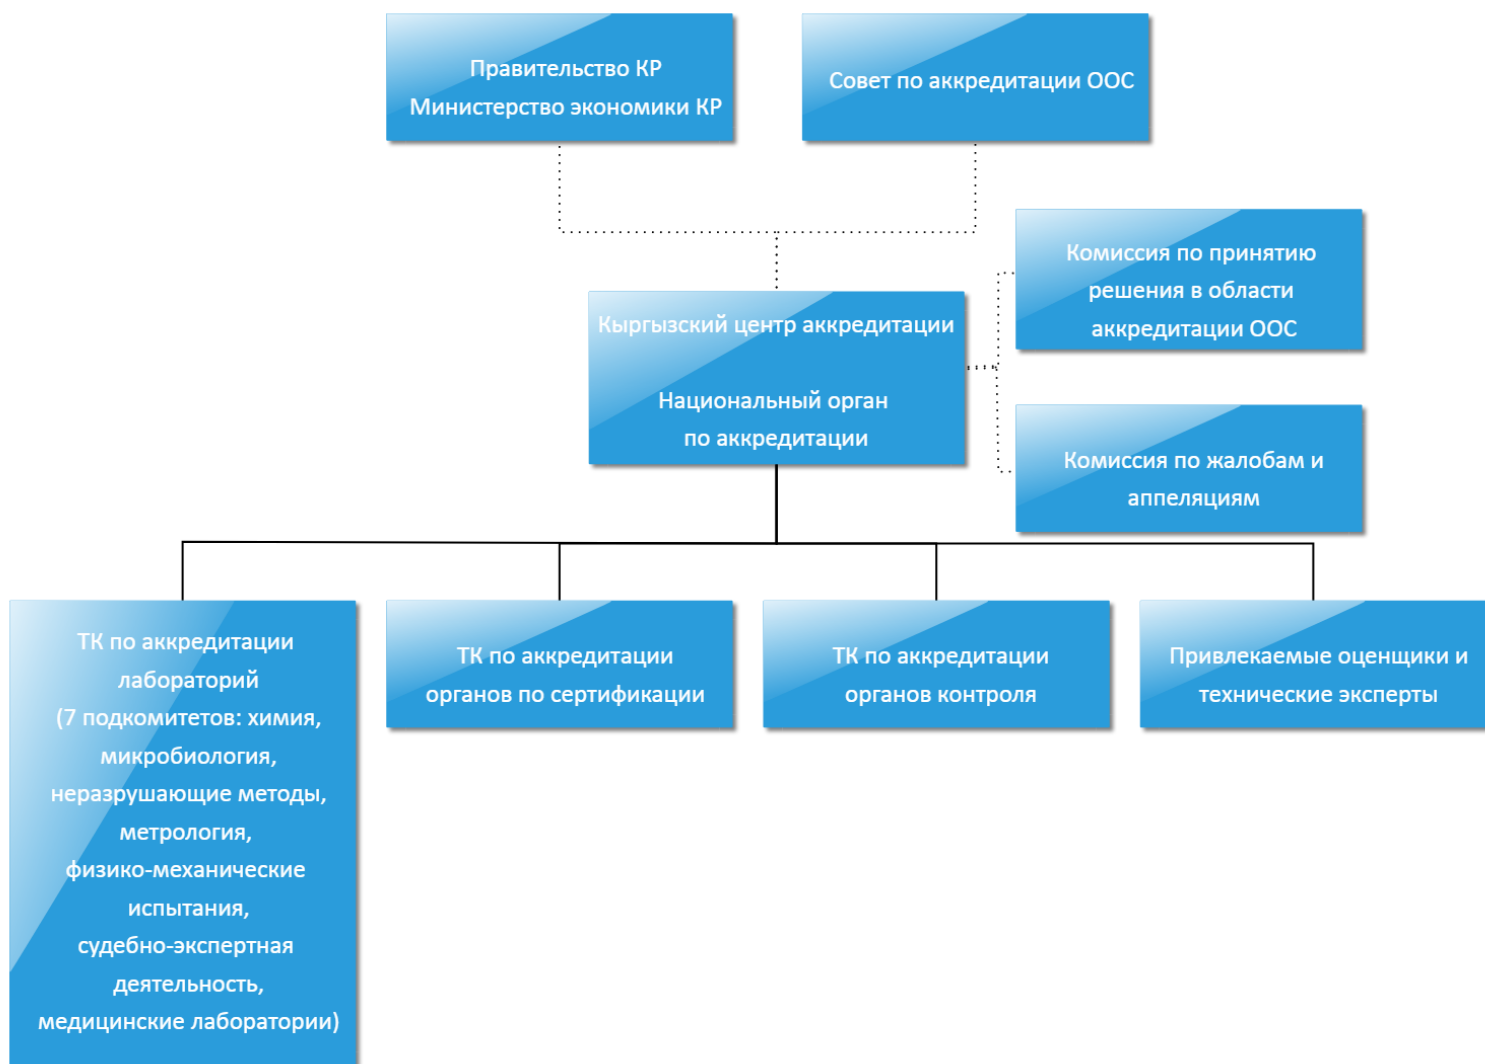 Правительство КР
Министерство экономики КР
Совет по аккредитации ООС
Комиссия по принятию
решения в области
аккредитации ООС
Кыргызский центр аккредитации
Национальный орган
по аккредитации
Комиссия по жалобам и
аппеляциям
ТК по аккредитации
лабораторий
(7 подкомитетов: химия,
микробиология,
неразрушающие методы,
метрология,
физико-механические
испытания,
судебно-экспертная
деятельность,
медицинские лаборатории)
ТК по аккредитации
органов по сертификации
ТК по аккредитации
органов контроля
Привлекаемые оценщики и
технические эксперты